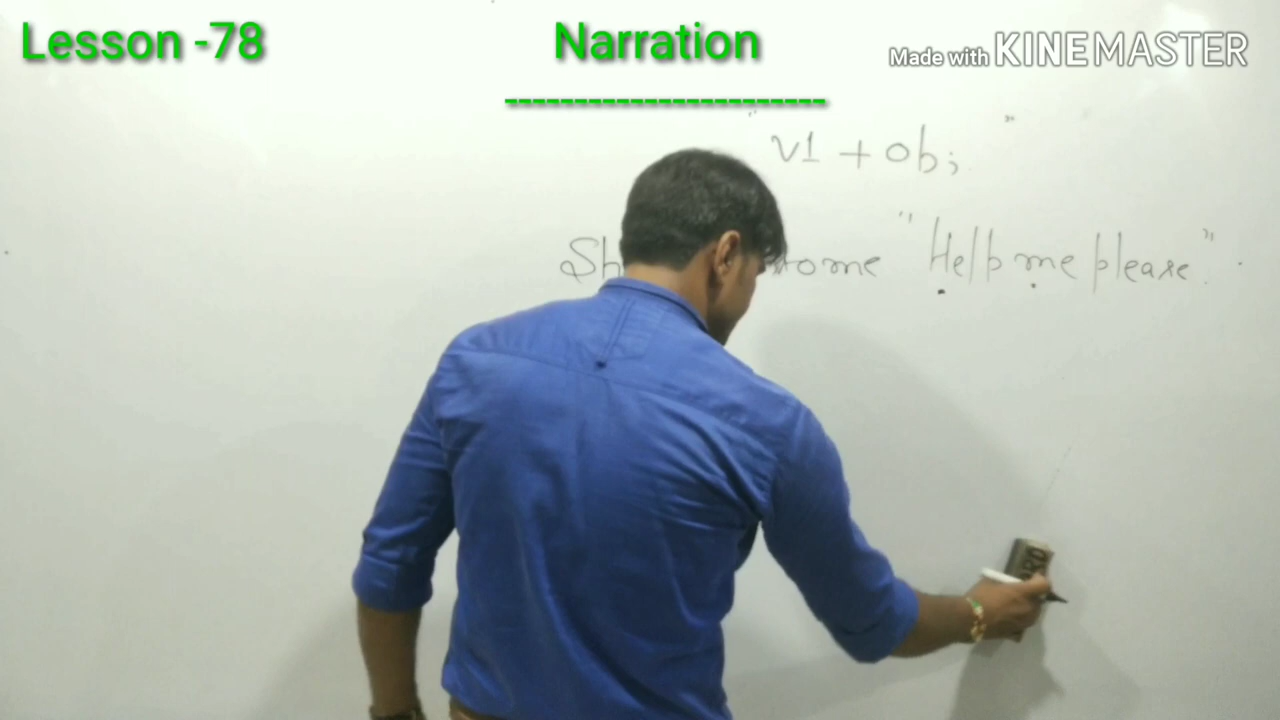 Lesson -78
Narration
Made with KINEMASTER
-----------------------
" V1 + ob; "
Sh ome "Help me please".